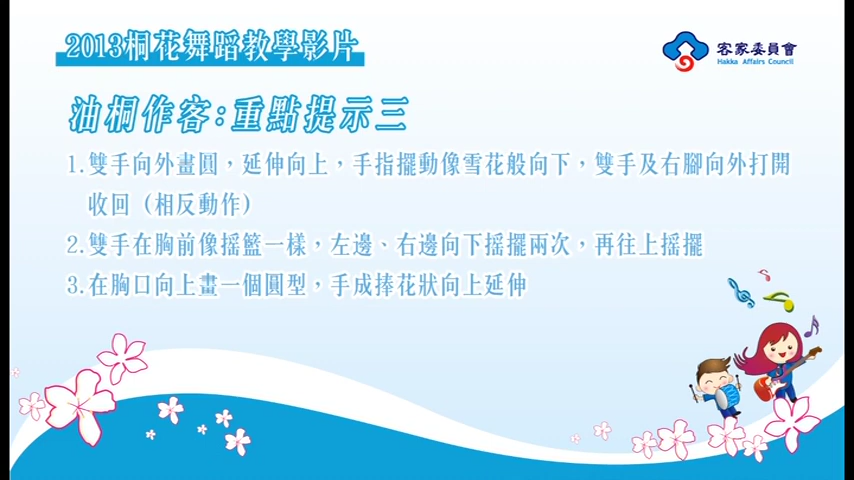 2013桐花舞蹈教學影片
客家委員會
Hakka Affairs Council
油桐作客:重點提示三
1.雙手向外畫圓，延伸向上，手指擺動像雪花般向下，雙手及右腳向外打開
收回（相反動作）
2.雙手在胸前像搖籃一樣，左邊、右邊向下搖擺兩次，再往上搖擺
3.在胸口向上畫一個圓型，手成捧花狀向上延伸